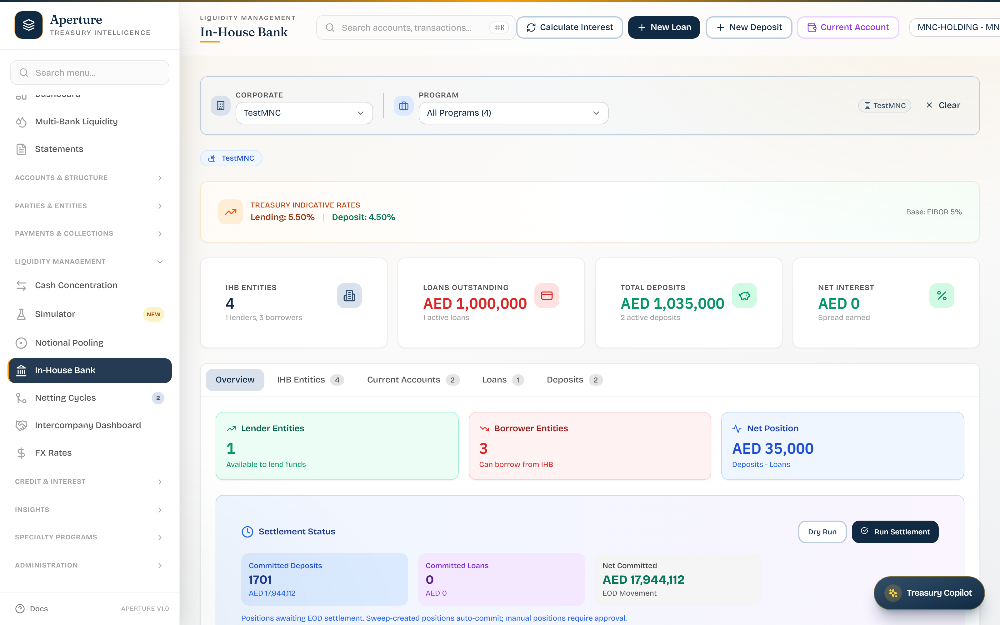 Aperture
TREASURY INTELLIGENCE
Search menu...
Dashboard
Multi-Bank Liquidity
Statements
ACCOUNTS & STRUCTURE
PARTIES & ENTITIES
PAYMENTS & COLLECTIONS
LIQUIDITY MANAGEMENT
Cash Concentration
Simulator NEW
Notional Pooling
In-House Bank
Netting Cycles 2
Intercompany Dashboard
FX Rates
CREDIT & INTEREST
INSIGHTS
SPECIALTY PROGRAMS
ADMINISTRATION
Docs APERTURE V1.0
LIQUIDITY MANAGEMENT
In-House Bank
Search accounts, transactions... ⌘K
Calculate Interest
New Loan
New Deposit
Current Account
MNC-HOLDING - MN
CORPORATE
TestMNC
PROGRAM
All Programs (4)
TestMNC
Clear
TestMNC
TREASURY INDICATIVE RATES
Lending: 5.50% | Deposit: 4.50%
Base: EIBOR 5%
IHB ENTITIES
4
1 lenders, 3 borrowers
LOANS OUTSTANDING
AED 1,000,000
1 active loans
TOTAL DEPOSITS
AED 1,035,000
2 active deposits
NET INTEREST
AED 0
Spread earned
Overview IHB Entities 4 Current Accounts 2 Loans 1 Deposits 2
Lender Entities
1
Available to lend funds
Borrower Entities
3
Can borrow from IHB
Net Position
AED 35,000
Deposits - Loans
Settlement Status
Dry Run
Run Settlement
Committed Deposits
1701
AED 17,944,112
Committed Loans
0
AED 0
Net Committed
AED 17,944,112
EOD Movement
Positions awaiting EOD settlement. Sweep-created positions auto-commit; manual positions require approval.
Treasury Copilot